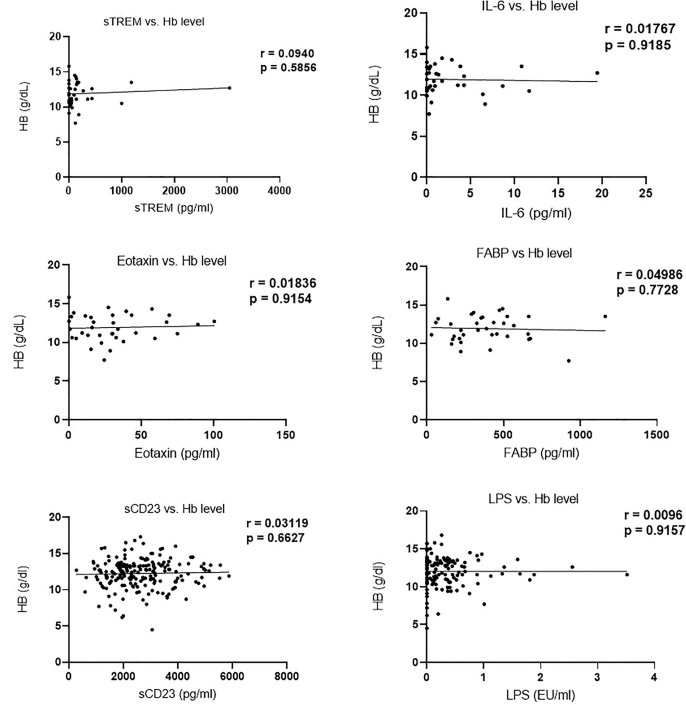 sTREM vs. Hb level
r = 0.0940
p = 0.5856
HB (g/dL)
20
15
10
5
0
0 1000 2000 3000 4000
sTREM (pg/ml)
IL-6 vs. Hb level
r = 0.01767
p = 0.9185
HB (g/dL)
20
15
10
5
0
0 5 10 15 20 25
IL-6 (pg/ml)
Eotaxin vs. Hb level
r = 0.01836
p = 0.9154
HB (g/dL)
20
15
10
5
0
0 50 100 150
Eotaxin (pg/ml)
FABP vs Hb level
r = 0.04986
p = 0.7728
HB (g/dL)
20
15
10
5
0
0 500 1000 1500
FABP (pg/ml)
sCD23 vs. Hb level
r = 0.03119
p = 0.6627
HB (g/dl)
20
15
10
5
0
0 2000 4000 6000 8000
sCD23 (pg/ml)
LPS vs. Hb level
r = 0.0096
p = 0.9157
HB (g/dl)
20
15
10
5
0
0 1 2 3 4
LPS (EU/ml)